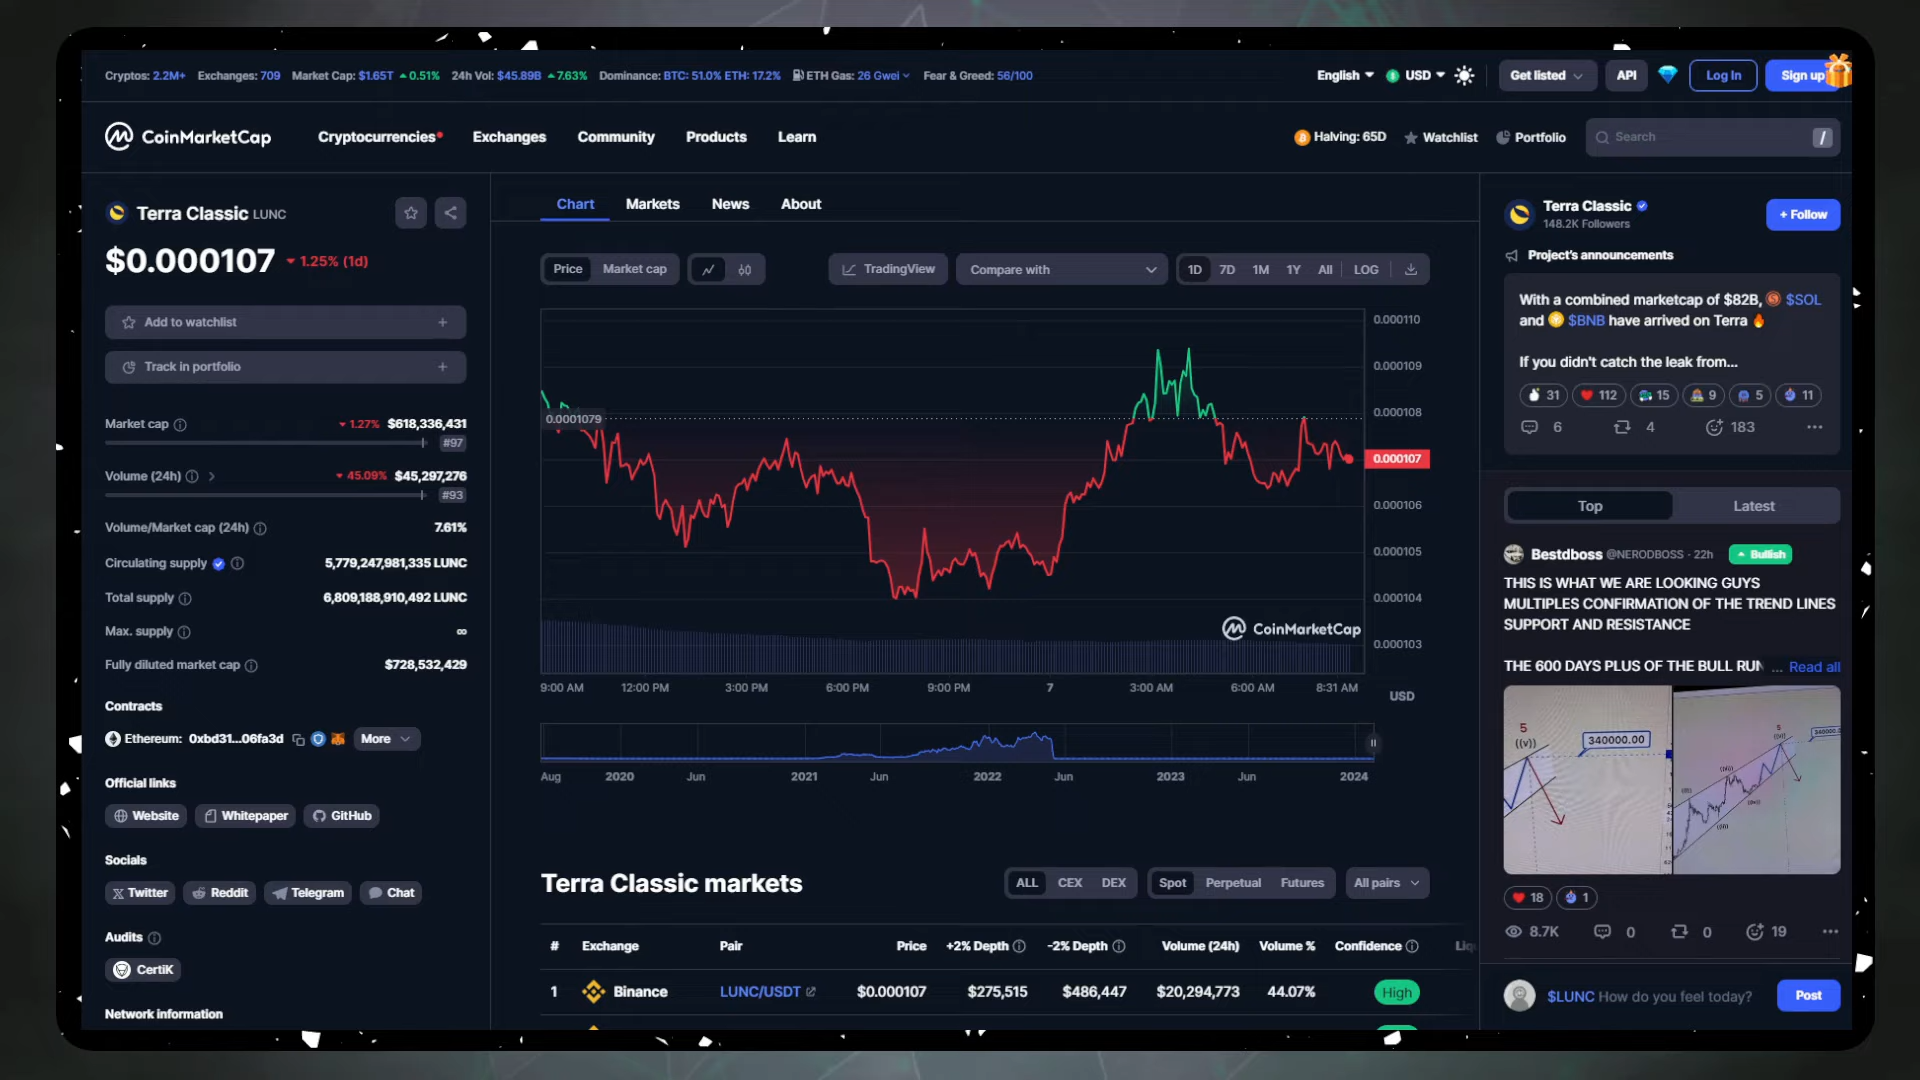 Cryptos: 2.2M+ Exchanges: 709 Market Cap: $1.65T 0.51% 24h Vol: $45.89B 7.63% Dominance: BTC: 51.0% ETH: 17.2% ETH Gas: 26 Gwei Fear & Greed: 56/100
English USD Get listed API Log In Sign up
CoinMarketCap Cryptocurrencies Exchanges Community Products Learn
Halving: 65D Watchlist Portfolio Search /
Terra Classic LUNC
$0.000107 1.25% (1d)
Add to watchlist +
Track in portfolio +
Market cap 1.27% $618,336,431
#97
Volume (24h) > 45.09% $45,297,276
#93
Volume/Market cap (24h) 7.61%
Circulating supply 5,779,247,981,335 LUNC
Total supply 6,809,188,910,492 LUNC
Max. supply ∞
Fully diluted market cap $728,532,429
Contracts
Ethereum: 0xbd31...06fa3d More
Official links
Website Whitepaper GitHub
Socials
Twitter Reddit Telegram Chat
Audits
CertiK
Network information
Chart Markets News About
Price Market cap TradingView Compare with 1D 7D 1M 1Y All LOG
0.000110
0.000109
0.000108
0.0001079
0.000107
0.000106
0.000105
0.000104
0.000103
CoinMarketCap
9:00 AM 12:00 PM 3:00 PM 6:00 PM 9:00 PM 7 3:00 AM 6:00 AM 8:31 AM USD
Aug 2020 Jun 2021 Jun 2022 Jun 2023 Jun 2024
Terra Classic markets ALL CEX DEX Spot Perpetual Futures All pairs
# Exchange Pair Price +2% Depth -2% Depth Volume (24h) Volume % Confidence
1 Binance LUNC/USDT $0.000107 $275,515 $486,447 $20,294,773 44.07% High
Terra Classic
148.2K Followers
+ Follow
Project's announcements
With a combined marketcap of $82B, $SOL
and $BNB have arrived on Terra
If you didn't catch the leak from...
31 112 15 9 5 11
6 4 183 ...
Top Latest
Bestdboss @NERODBOSS · 22h Bullish
THIS IS WHAT WE ARE LOOKING GUYS
MULTIPLES CONFIRMATION OF THE TREND LINES
SUPPORT AND RESISTANCE
THE 600 DAYS PLUS OF THE BULL RUN ... Read all
5
((v))
340000.00
5
18 1
8.7K 0 0 19 ...
$LUNC How do you feel today? Post